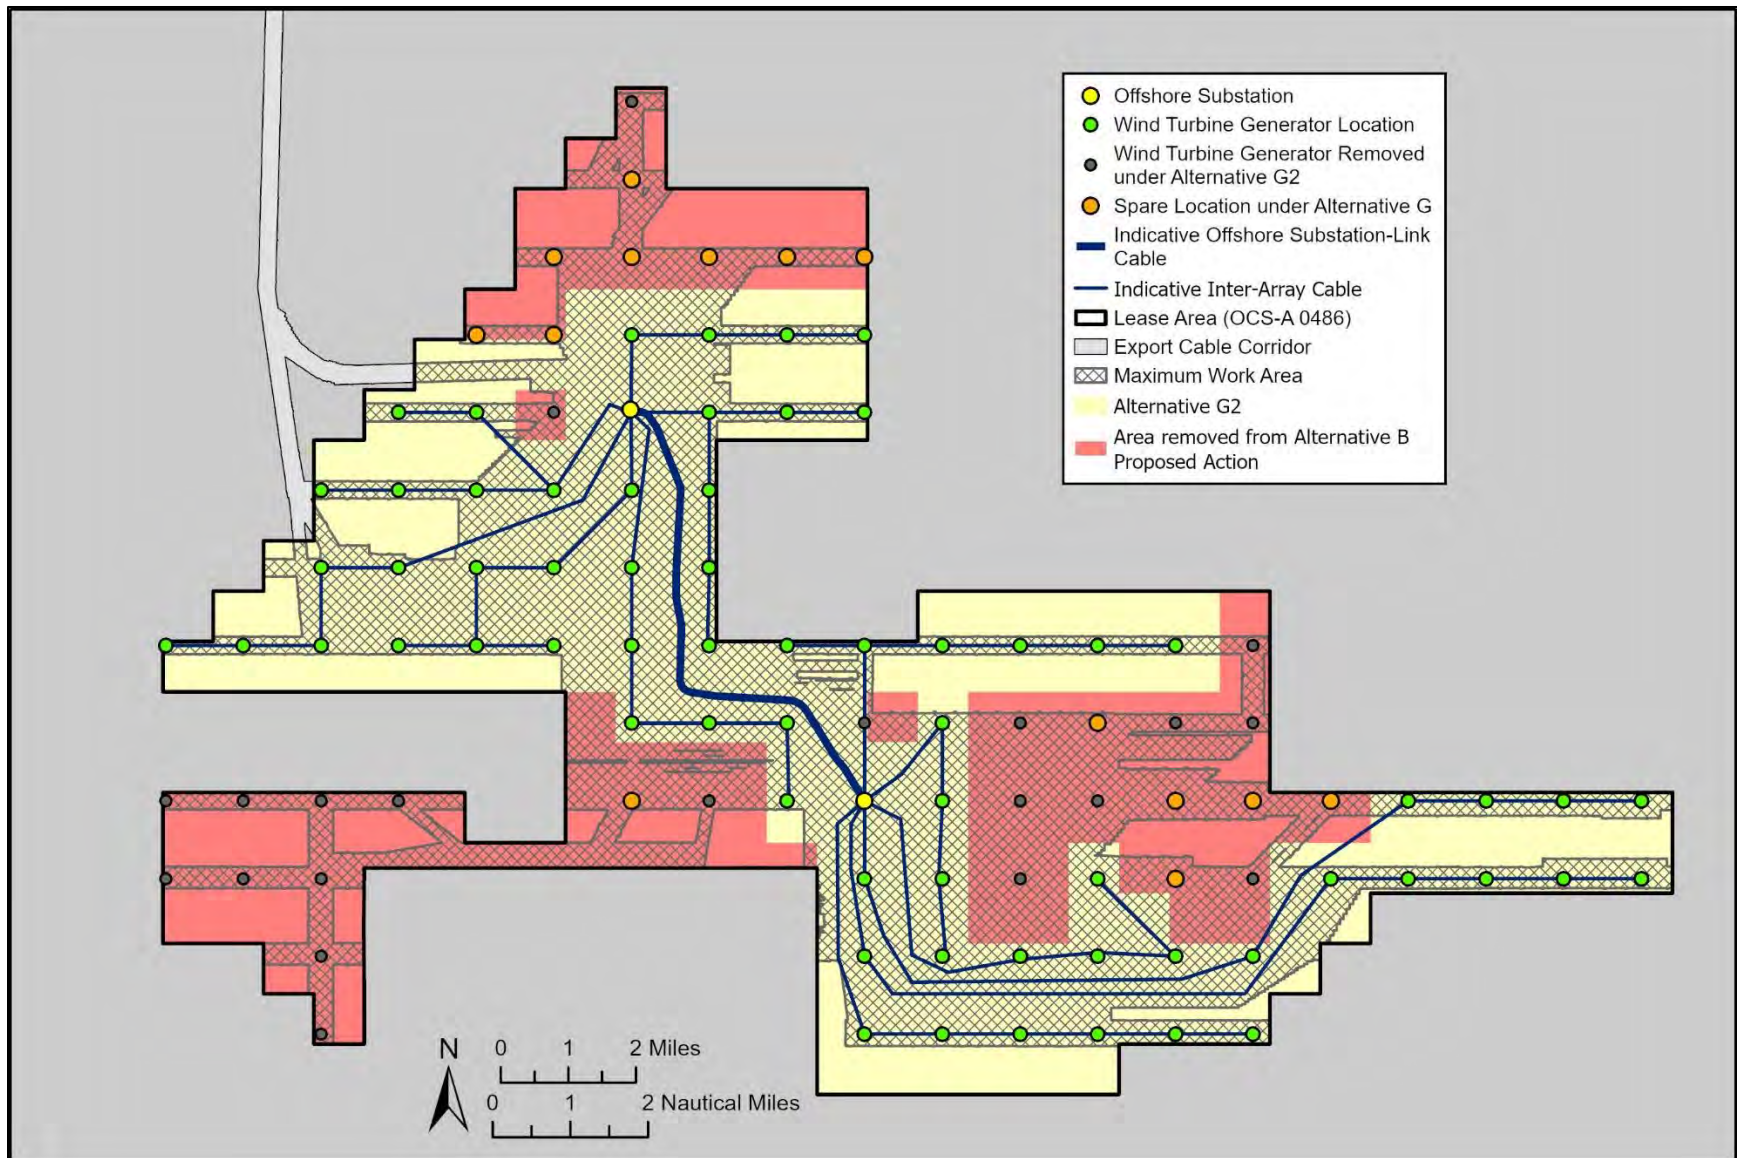 Offshore Substation
Wind Turbine Generator Location
Wind Turbine Generator Removed
under Alternative G2
Spare Location under Alternative G
Indicative Offshore Substation-Link
Cable
Indicative Inter-Array Cable
Lease Area (OCS-A 0486)
Export Cable Corridor
Maximum Work Area
Alternative G2
Area removed from Alternative B
Proposed Action
N
0 1 2 Miles
0 1 2 Nautical Miles